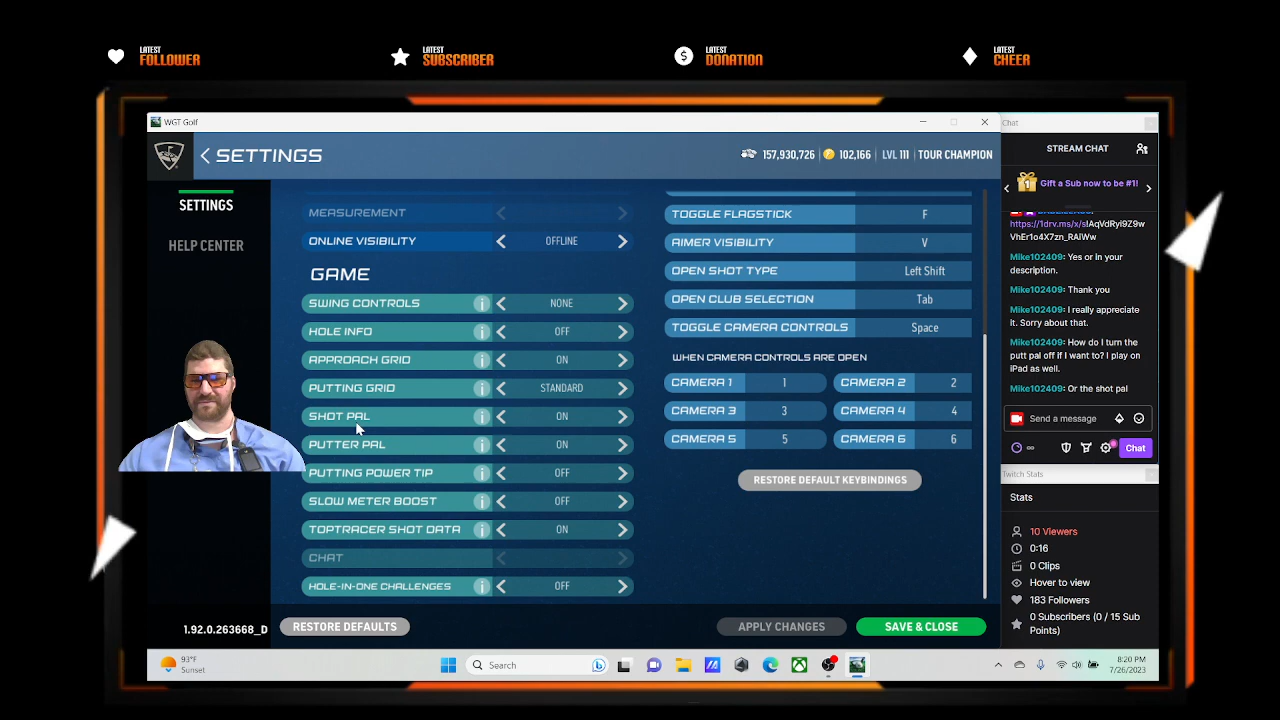 LATEST
FOLLOWER
LATEST
SUBSCRIBER
LATEST
DONATION
LATEST
CHEER
WGT Golf
SETTINGS
157,930,726 102,166 LVL 111 TOUR CHAMPION
SETTINGS
HELP CENTER
MEASUREMENT
ONLINE VISIBILITY OFFLINE
GAME
SWING CONTROLS i NONE
HOLE INFO i OFF
APPROACH GRID i ON
PUTTING GRID i STANDARD
SHOT PAL i ON
PUTTER PAL i ON
PUTTING POWER TIP i OFF
SLOW METER BOOST i OFF
TOPTRACER SHOT DATA i ON
CHAT
HOLE-IN-ONE CHALLENGES i OFF
TOGGLE FLAGSTICK F
AIMER VISIBILITY V
OPEN SHOT TYPE Left Shift
OPEN CLUB SELECTION Tab
TOGGLE CAMERA CONTROLS Space
WHEN CAMERA CONTROLS ARE OPEN
CAMERA 1 1 CAMERA 2 2
CAMERA 3 3 CAMERA 4 4
CAMERA 5 5 CAMERA 6 6
RESTORE DEFAULT KEYBINDINGS
1.92.0.263668_D
RESTORE DEFAULTS
APPLY CHANGES
SAVE & CLOSE
Chat
STREAM CHAT
1 Gift a Sub now to be #1!
https://1drv.ms/x/s!AqVdRyI9Z9w
VhEr1o4X7zn_RAIWw
Mike102409: Yes or in your
description.
Mike102409: Thank you
Mike102409: I really appreciate
it. Sorry about that.
Mike102409: How do I turn the
putt pal off if I want to? I play on
iPad as well.
Mike102409: Or the shot pal
Send a message
Chat
Twitch Stats
Stats
10 Viewers
0:16
0 Clips
Hover to view
183 Followers
0 Subscribers (0 / 15 Sub
Points)
93°F
Sunset
Search
8:20 PM
7/26/2023